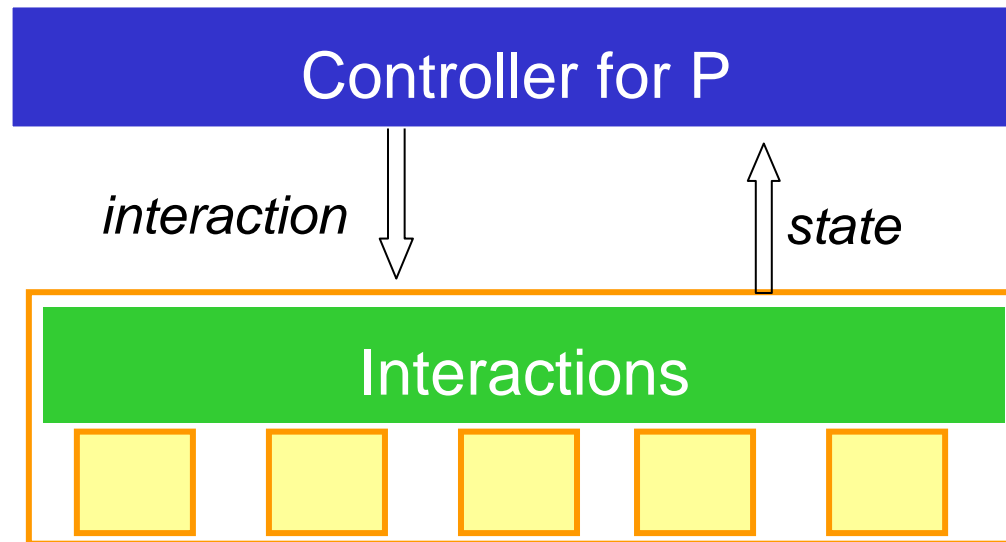 Controller for P
interaction
state
Interactions